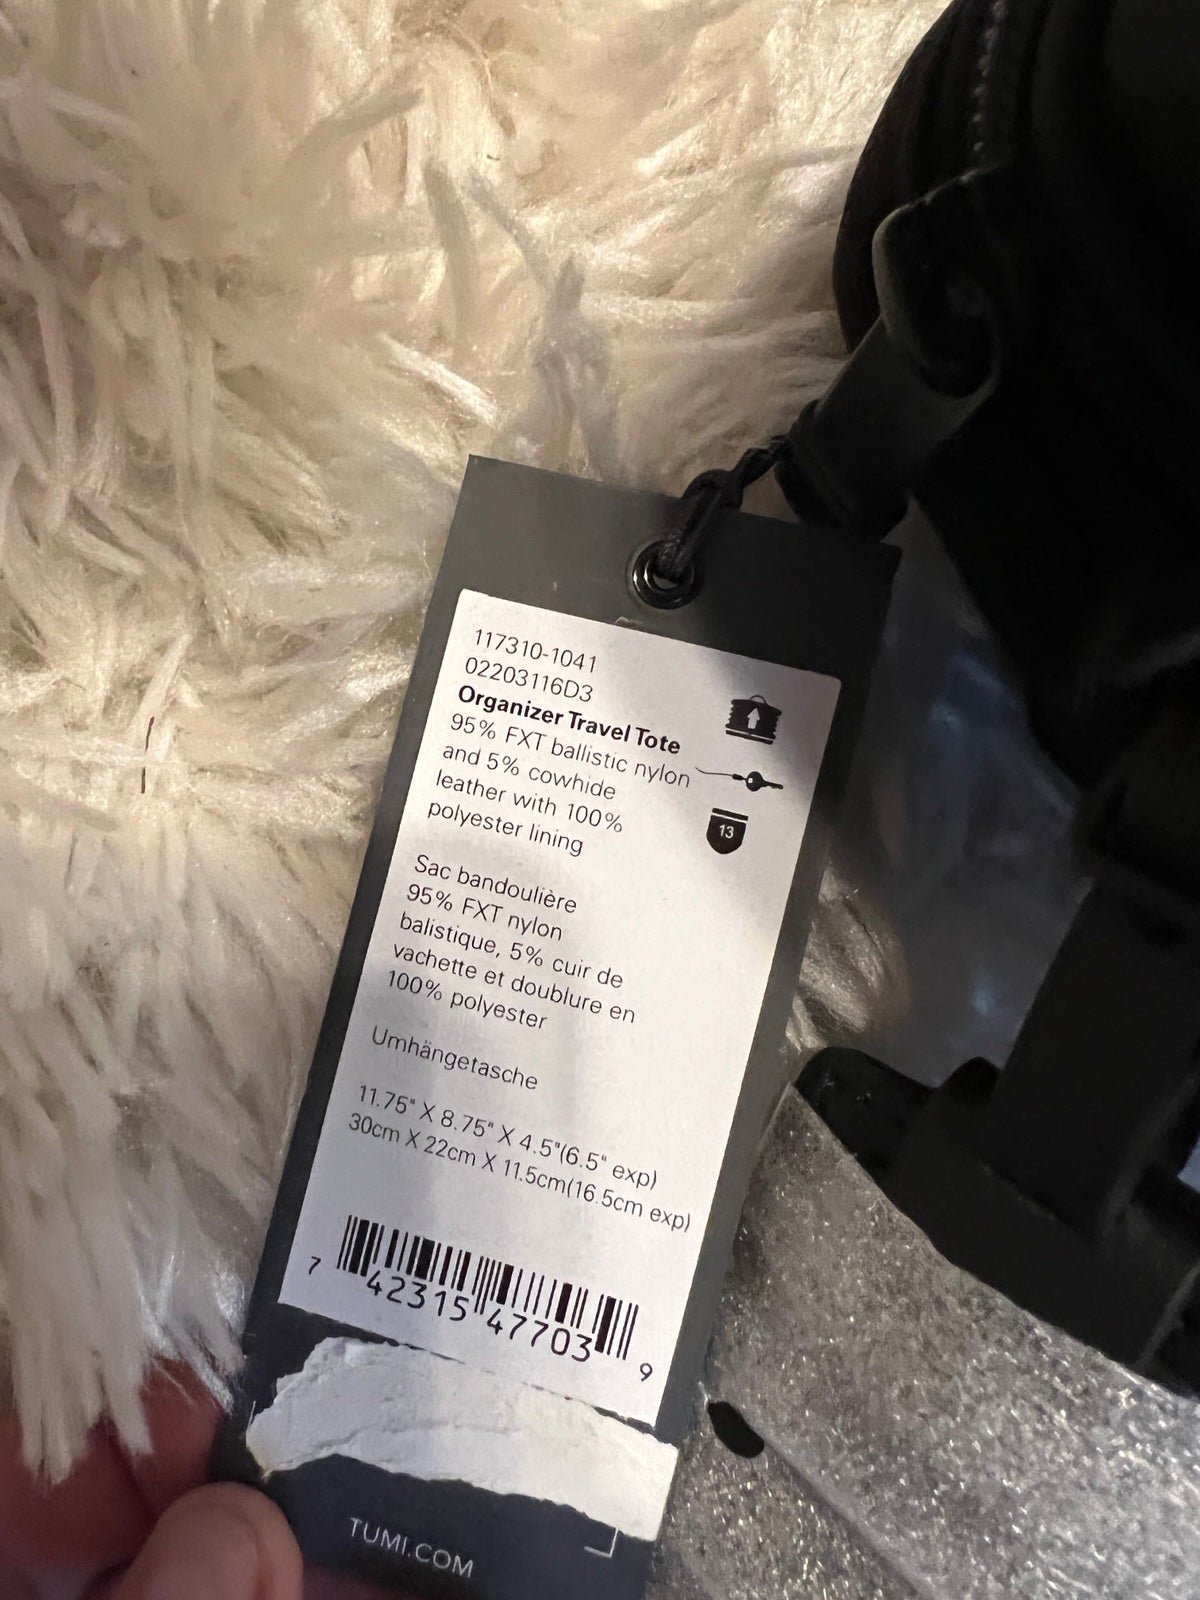 117310-1041
02203116D3
Organizer Travel Tote
95% FXT ballistic nylon
and 5% cowhide
leather with 100%
polyester lining
13
Sac bandoulière
95% FXT nylon
balistique, 5% cuir de
vachette et doublure en
100% polyester
Umhängetasche
11.75" X 8.75" X 4.5"(6.5" exp)
30cm X 22cm X 11.5cm(16.5cm exp)
7 42315 47703 9
TUMI.COM